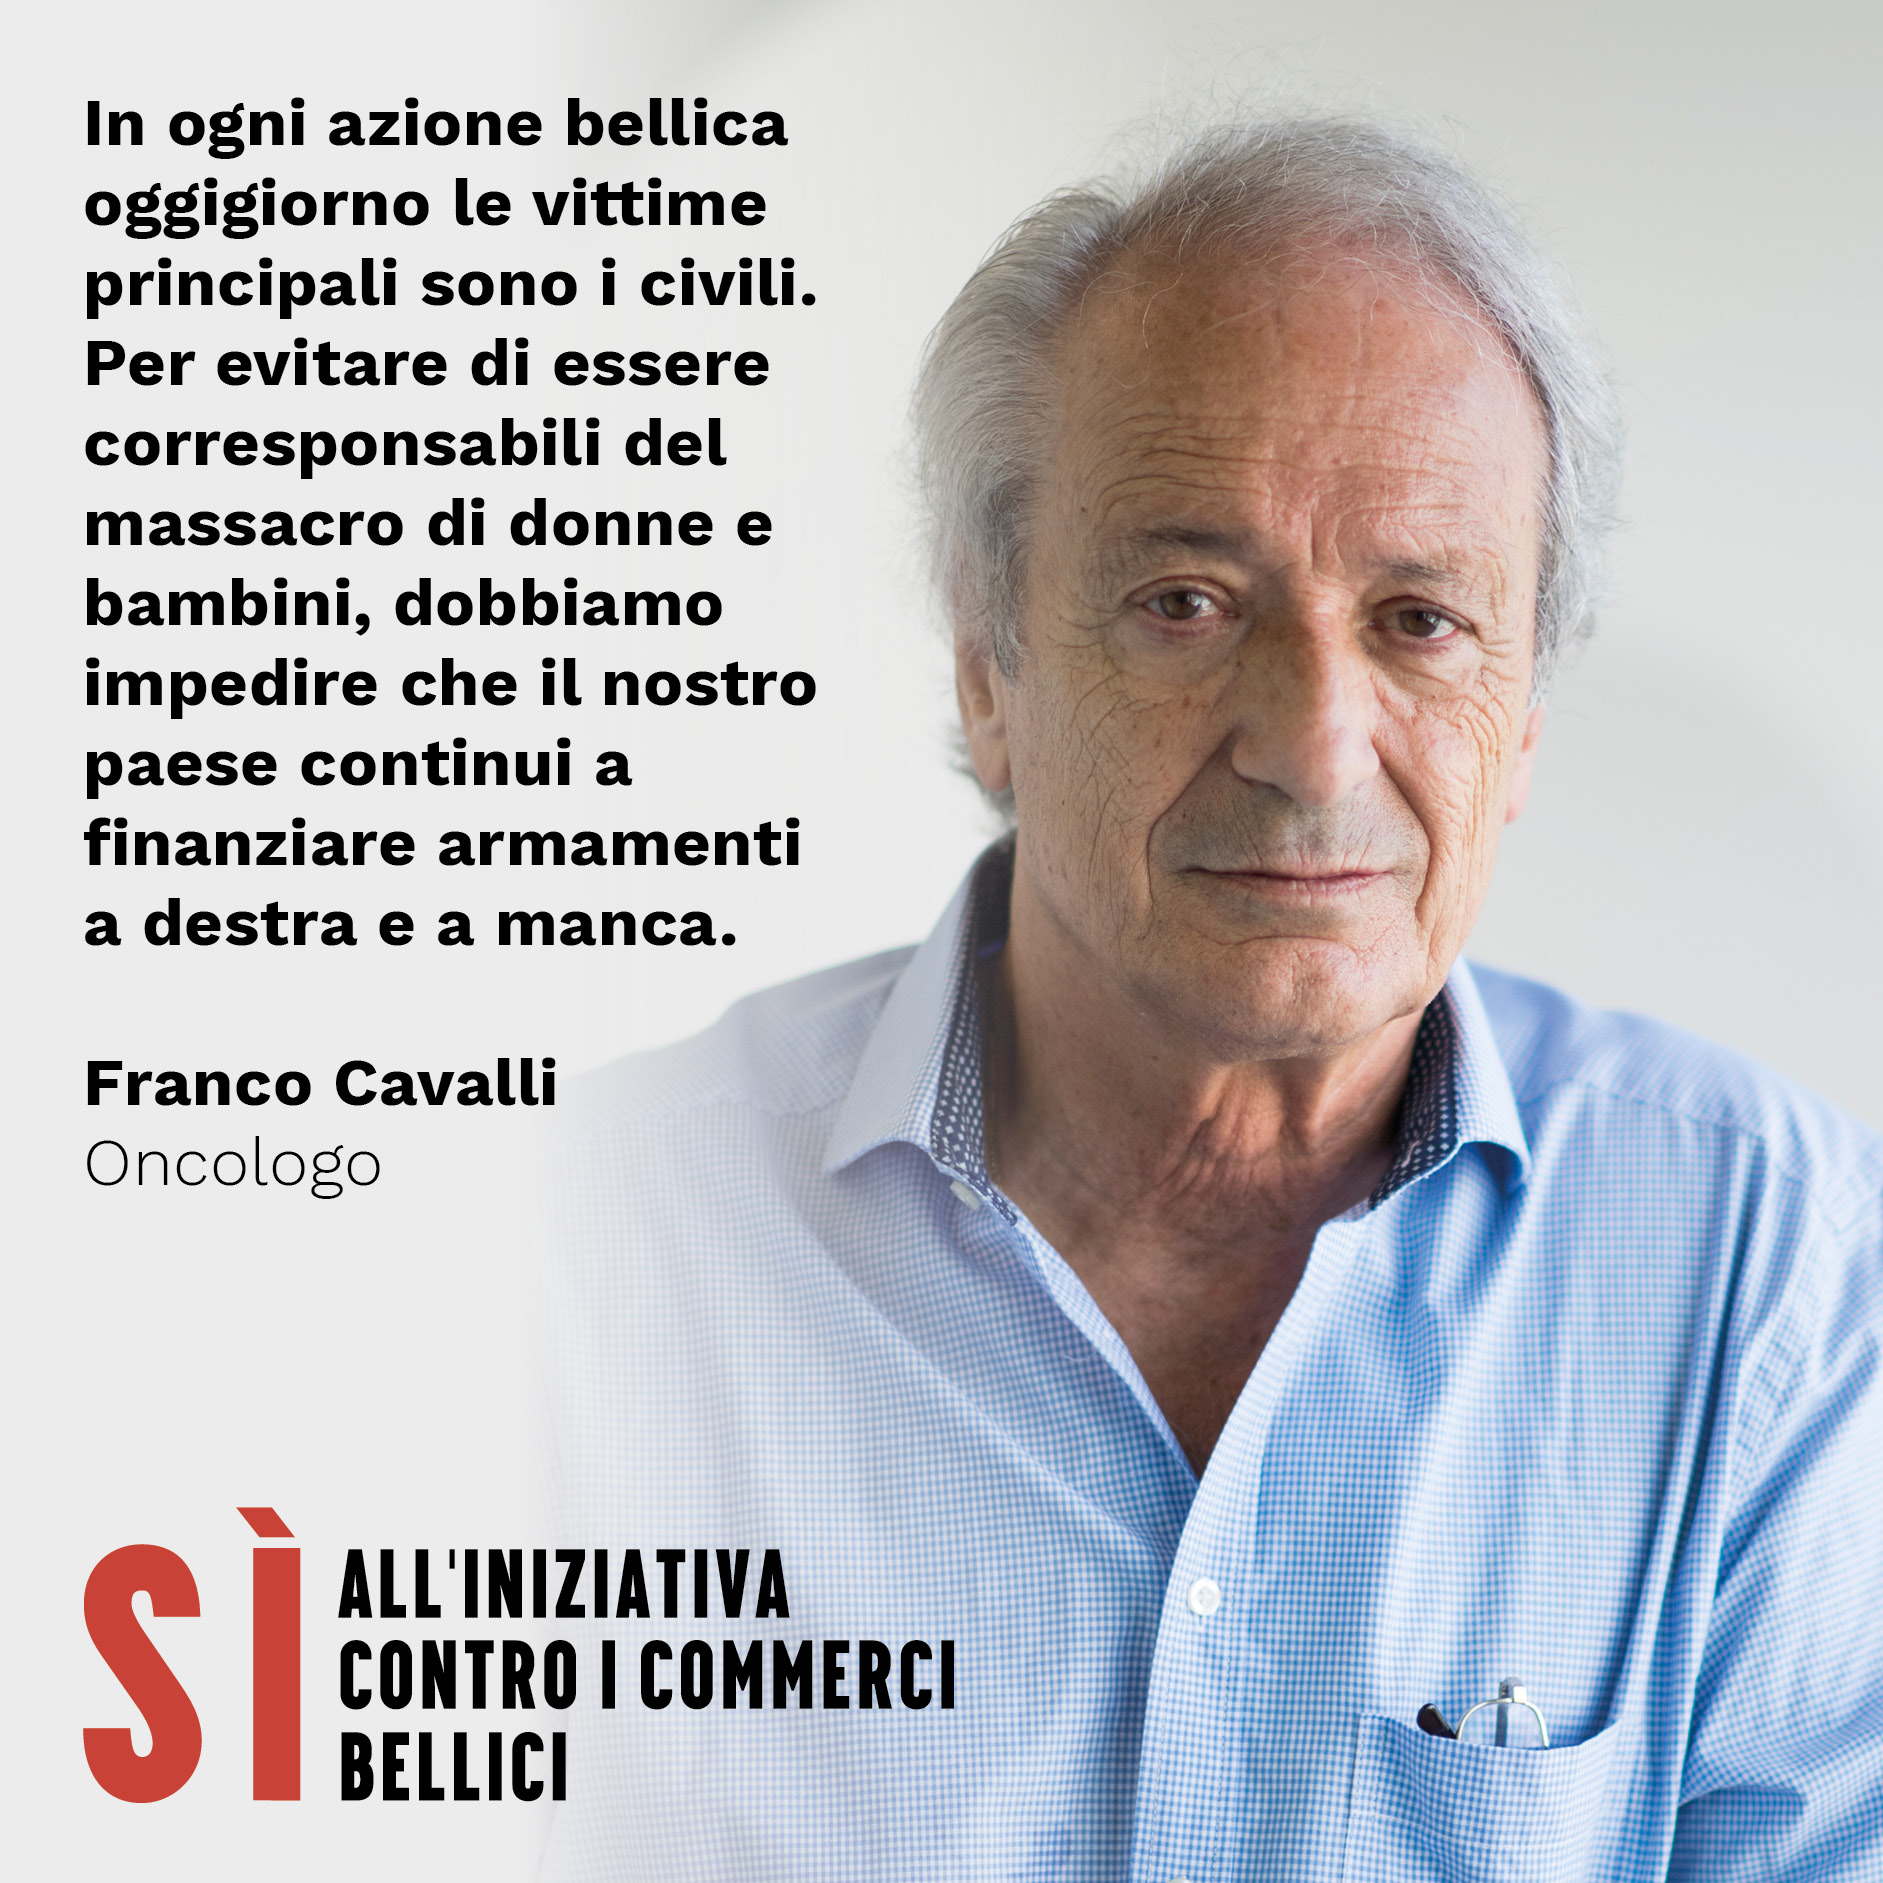 In ogni azione bellica
oggigiorno le vittime
principali sono i civili.
Per evitare di essere
corresponsabili del
massacro di donne e
bambini, dobbiamo
impedire che il nostro
paese continui a
finanziare armamenti
a destra e a manca.
Franco Cavalli
Oncologo
SÌ ALL'INIZIATIVA
CONTRO I COMMERCI
BELLICI